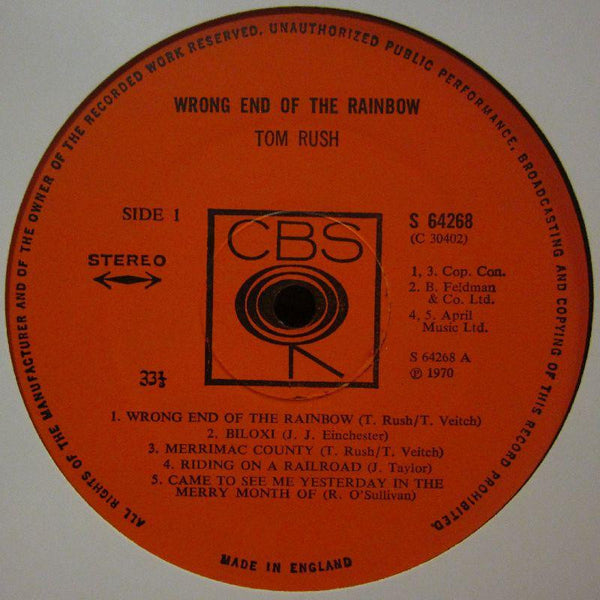 ALL RIGHTS OF THE MANUFACTURER AND OF THE OWNER OF THE RECORDED WORK RESERVED. UNAUTHORIZED PUBLIC PERFORMANCE, BROADCASTING AND COPYING OF THIS RECORD PROHIBITED.
WRONG END OF THE RAINBOW
TOM RUSH
SIDE 1
STEREO
33⅓
CBS
S 64268
(C 30402)
1, 3. Cop. Con.
2. B. Feldman
& Co. Ltd.
4, 5. April
Music Ltd.
S 64268 A
℗ 1970
1. WRONG END OF THE RAINBOW (T. Rush/T. Veitch)
2. BILOXI (J. J. Einchester)
3. MERRIMAC COUNTY (T. Rush/T. Veitch)
4. RIDING ON A RAILROAD (J. Taylor)
5. CAME TO SEE ME YESTERDAY IN THE
MERRY MONTH OF (R. O'Sullivan)
MADE IN ENGLAND